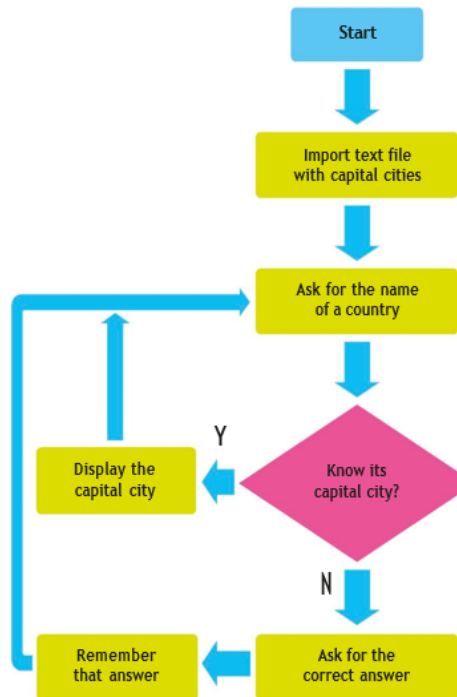 Start
Import text file
with capital cities
Ask for the name
of a country
Y
Display the
capital city
Know its
capital city?
N
Remember
that answer
Ask for the
correct answer